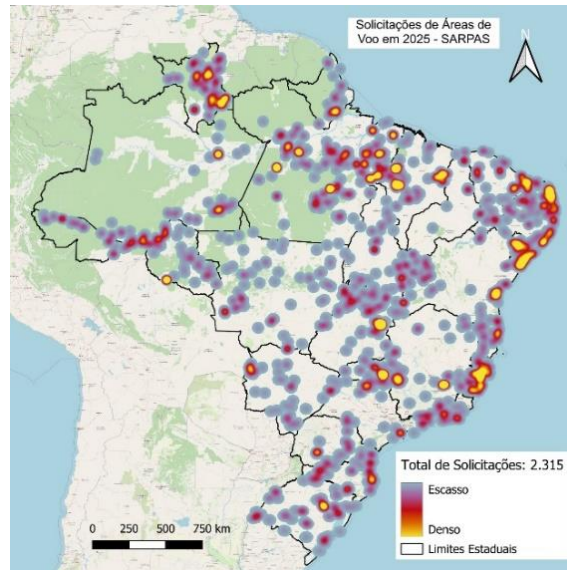 Solicitações de Áreas de
Voo em 2025 - SARPAS
N
Total de Solicitações: 2.315
Escasso
Denso
Limites Estaduais
0 250 500 750 km